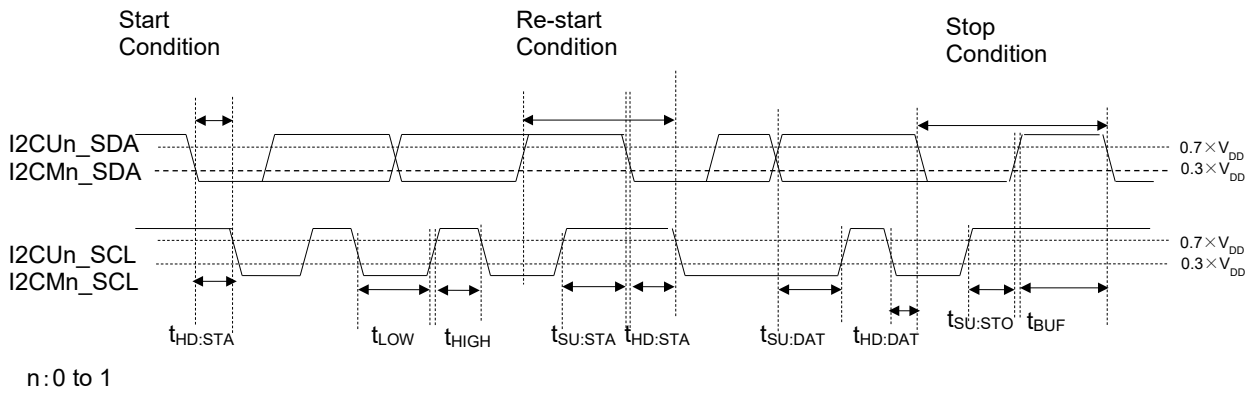 Start
Condition
Re-start
Condition
Stop
Condition
I2CUn_SDA
I2CMn_SDA
0.7×VDD
0.3×VDD
I2CUn_SCL
I2CMn_SCL
0.7×VDD
0.3×VDD
tHD:STA
tLOW
tHIGH
tSU:STA
tHD:STA
tSU:DAT
tHD:DAT
tSU:STO
tBUF
n:0 to 1